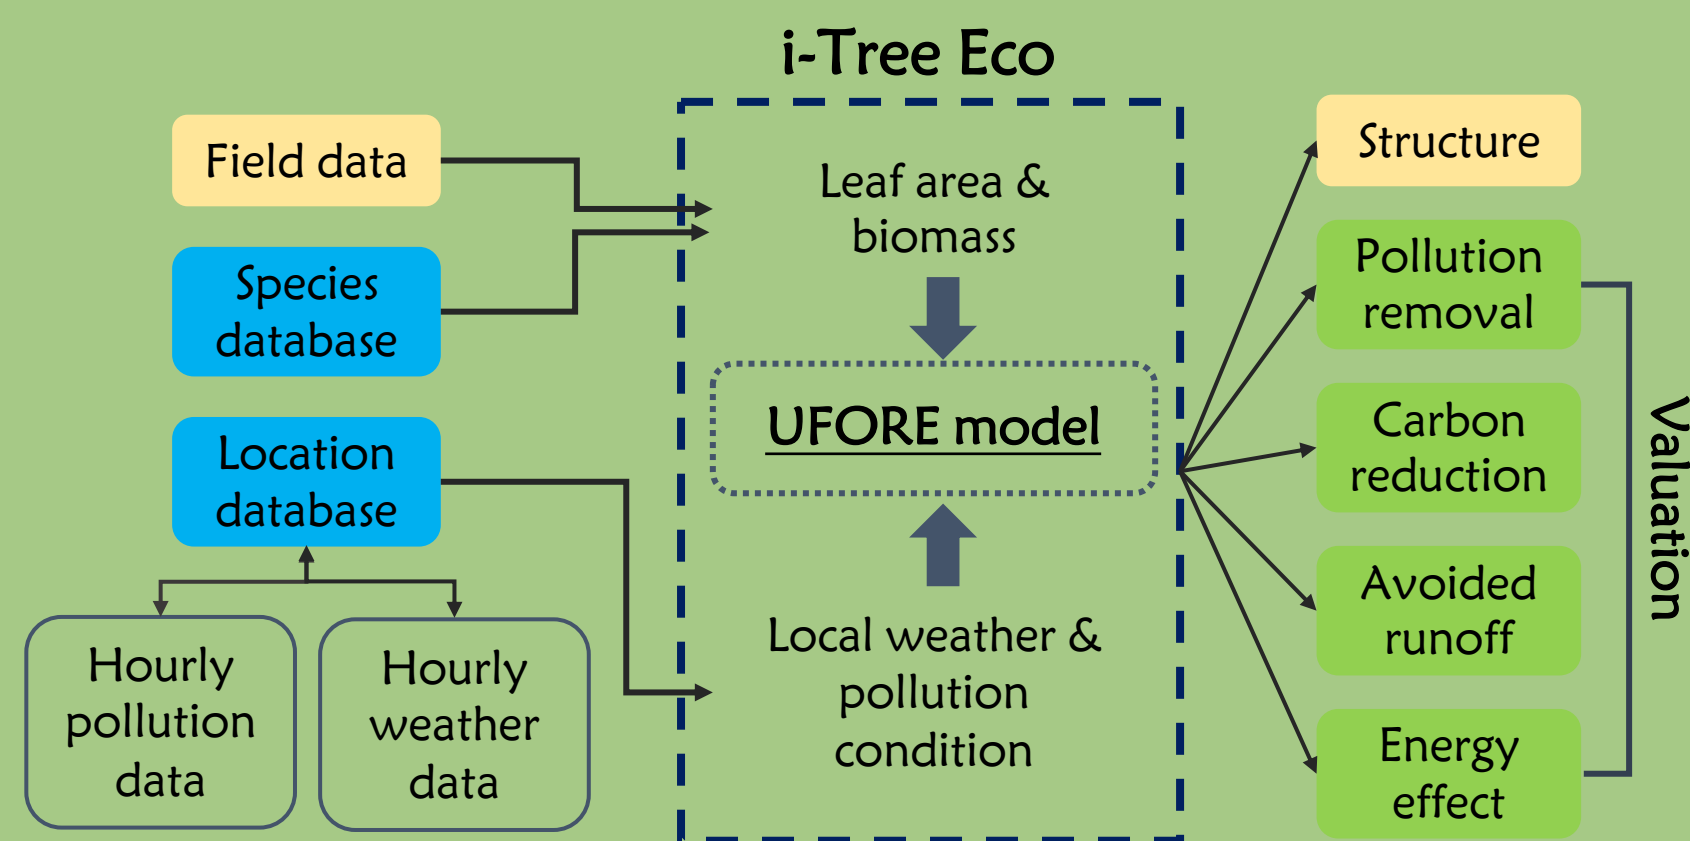 i-Tree Eco
Field data
Species
database
Location
database
Hourly
pollution
data
Hourly
weather
data
Leaf area &
biomass
UFORE model
Local weather &
pollution
condition
Structure
Pollution
removal
Carbon
reduction
Avoided
runoff
Energy
effect
Valuation